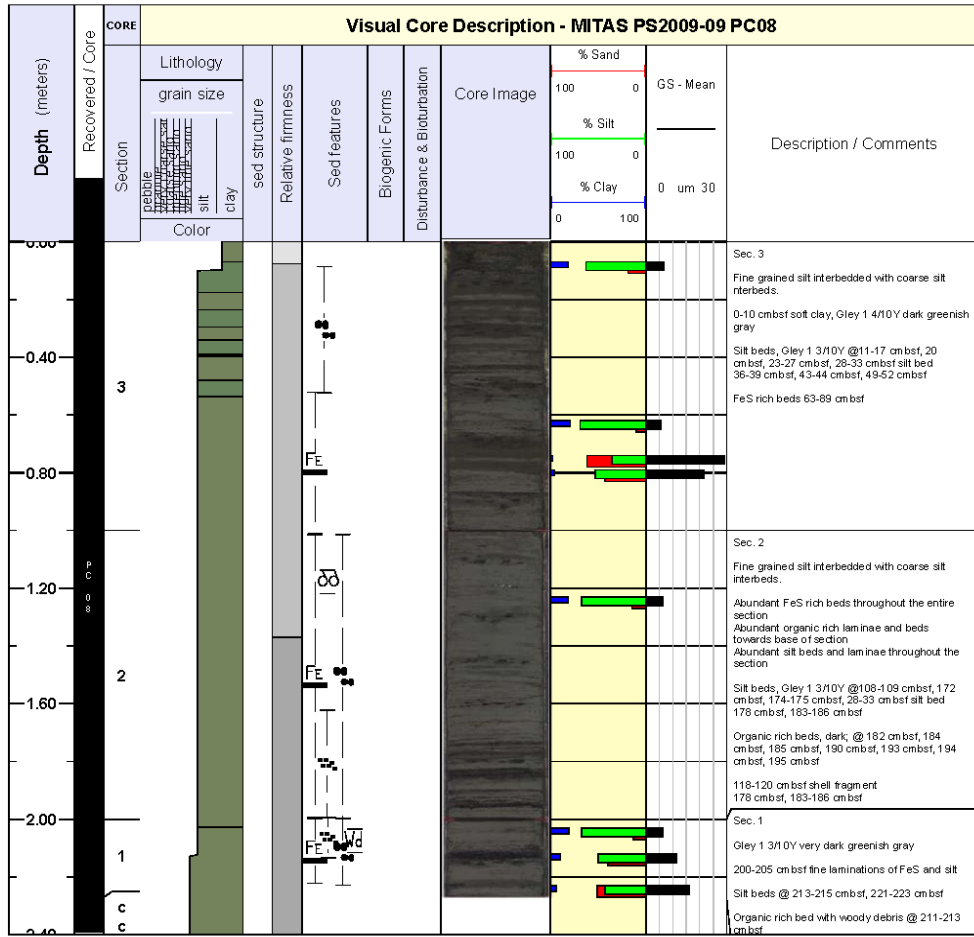 Visual Core Description - MITAS PS2009-09 PC08
Depth (meters)
Recovered / Core
CORE
Section
Lithology
grain size
pebble
silt
clay
Color
sed structure
Relative firmness
Sed features
Biogenic Forms
Disturbance & Bioturbation
Core Image
% Sand
100 0
% Silt
100 0
% Clay
0 100
GS - Mean
0 um 30
Description / Comments
0.00
0.40
0.80
1.20
1.60
2.00
2.40
PC 08
3
2
1
CC
FE
FE
FE
Wd
Sec. 3
Fine grained silt interbedded with coarse silt
nterbeds.
0-10 cmbsf soft clay, Gley 1 4/10Y dark greenish
gray
Silt beds, Gley 1 3/10Y @11-17 cmbsf, 20
cmbsf, 23-27 cmbsf, 28-33 cmbsf silt bed
36-39 cmbsf, 43-44 cmbsf, 49-52 cmbsf
FeS rich beds 63-89 cmbsf
Sec. 2
Fine grained silt interbedded with coarse silt
interbeds.
Abundant FeS rich beds throughout the entire
section
Abundant organic rich laminae and beds
towards base of section
Abundant silt beds and laminae throughout the
section
Silt beds, Gley 1 3/10Y @108-109 cmbsf, 172
cmbsf, 174-175 cmbsf, 28-33 cmbsf silt bed
178 cmbsf, 183-186 cmbsf
Organic rich beds, dark; @ 182 cmbsf, 184
cmbsf, 185 cmbsf, 190 cmbsf, 193 cmbsf, 194
cmbsf, 195 cmbsf
118-120 cmbsf shell fragment
178 cmbsf, 183-186 cmbsf
Sec. 1
Gley 1 3/10Y very dark greenish gray
200-205 cmbsf fine laminations of FeS and silt
Silt beds @ 213-215 cmbsf, 221-223 cmbsf
Organic rich bed with woody debris @ 211-213
cmbsf